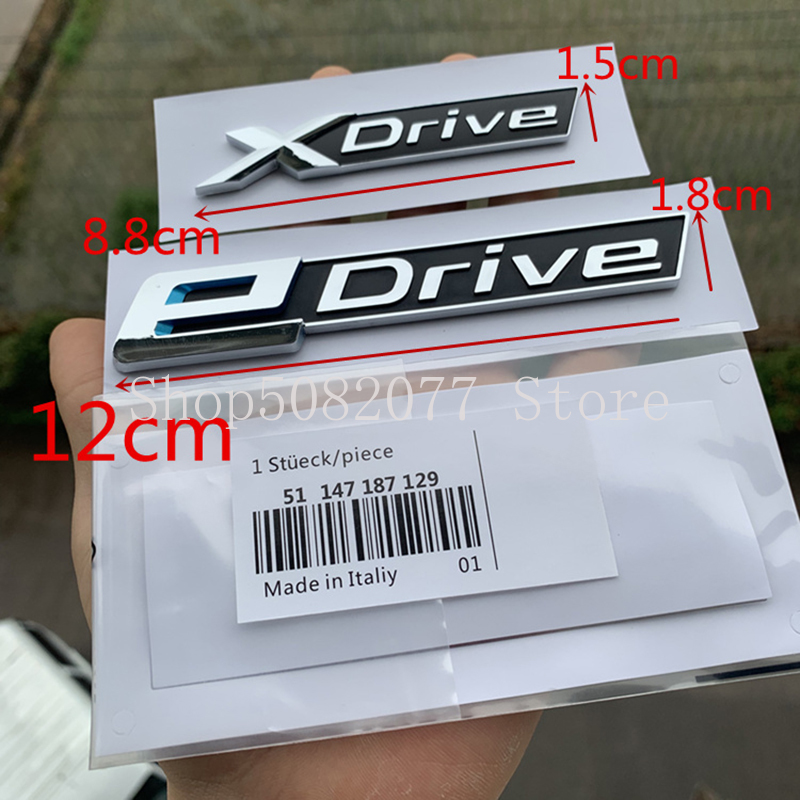 1.5cm
XDrive
8.8cm
1.8cm
eDrive
12cm
Shop5082077 Store
1 Stüeck/piece
51 147 187 129
Made in Italiy 01